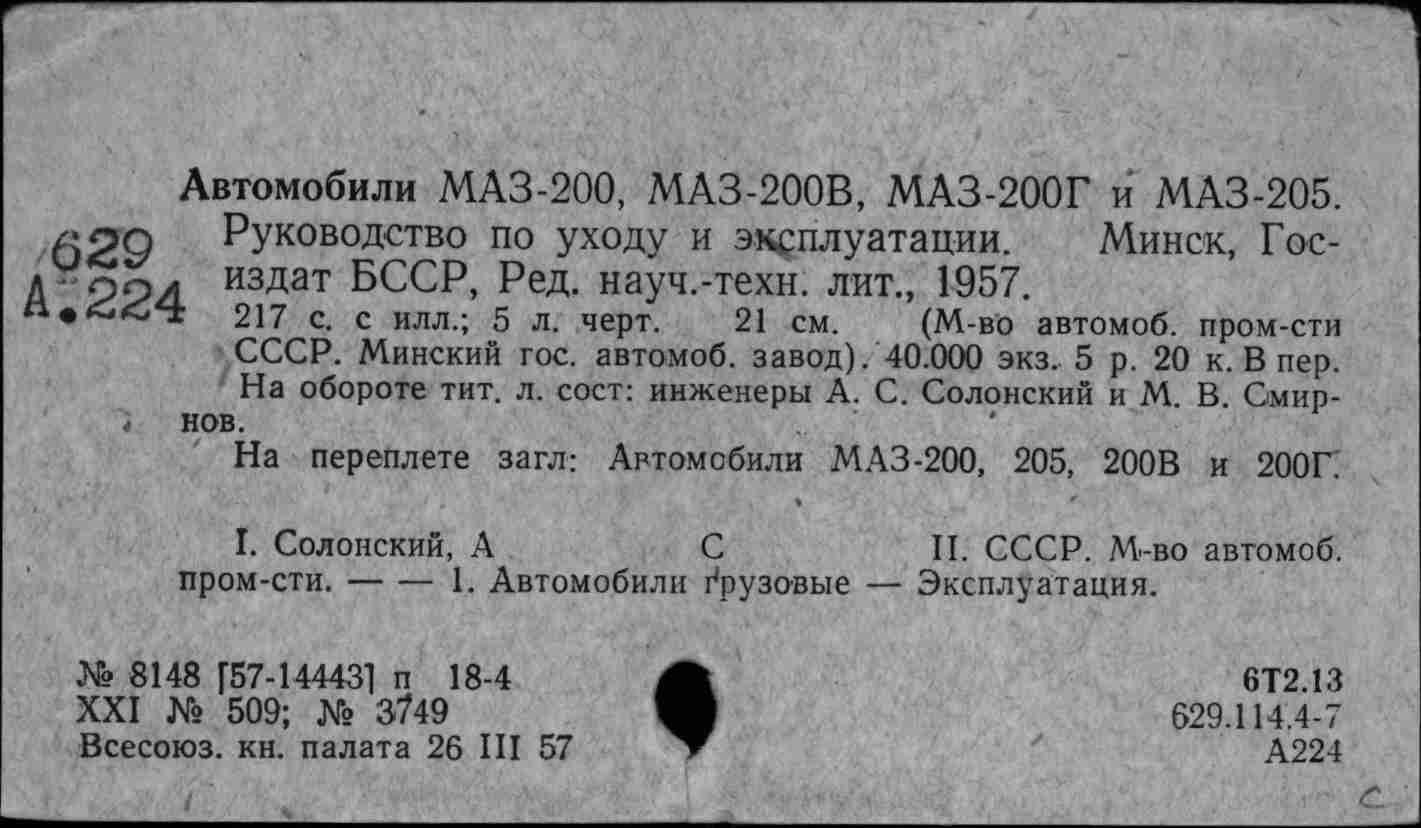 Автомобили МАЗ-200, МАЗ-200В, МАЗ-200Г и МАЗ-205.
629 Руководство по уходу и эксплуатации. Минск, Гос-
А.224 издат БССР, Ред. науч.-техн. лит., 1957.
217 с. с илл.; 5 л. черт. 21 см. (М-во автомоб. пром-сти
СССР. Минский гос. автомоб. завод). 40.000 экз. 5 р. 20 к. В пер.
На обороте тит. л. сост: инженеры А. С. Солонский и М. В. Смир-
нов.
На переплете загл: Автомобили МАЗ-200, 205, 200В и 200Г.
I. Солонский, А С II. СССР. М-во автомоб.
пром-сти. — — 1. Автомобили грузовые — Эксплуатация.
№ 8148 [57-14443] п 18-4 6Т2.13
XXI № 509; № 3749 629.114.4-7
Всесоюз. кн. палата 26 III 57 А224
с